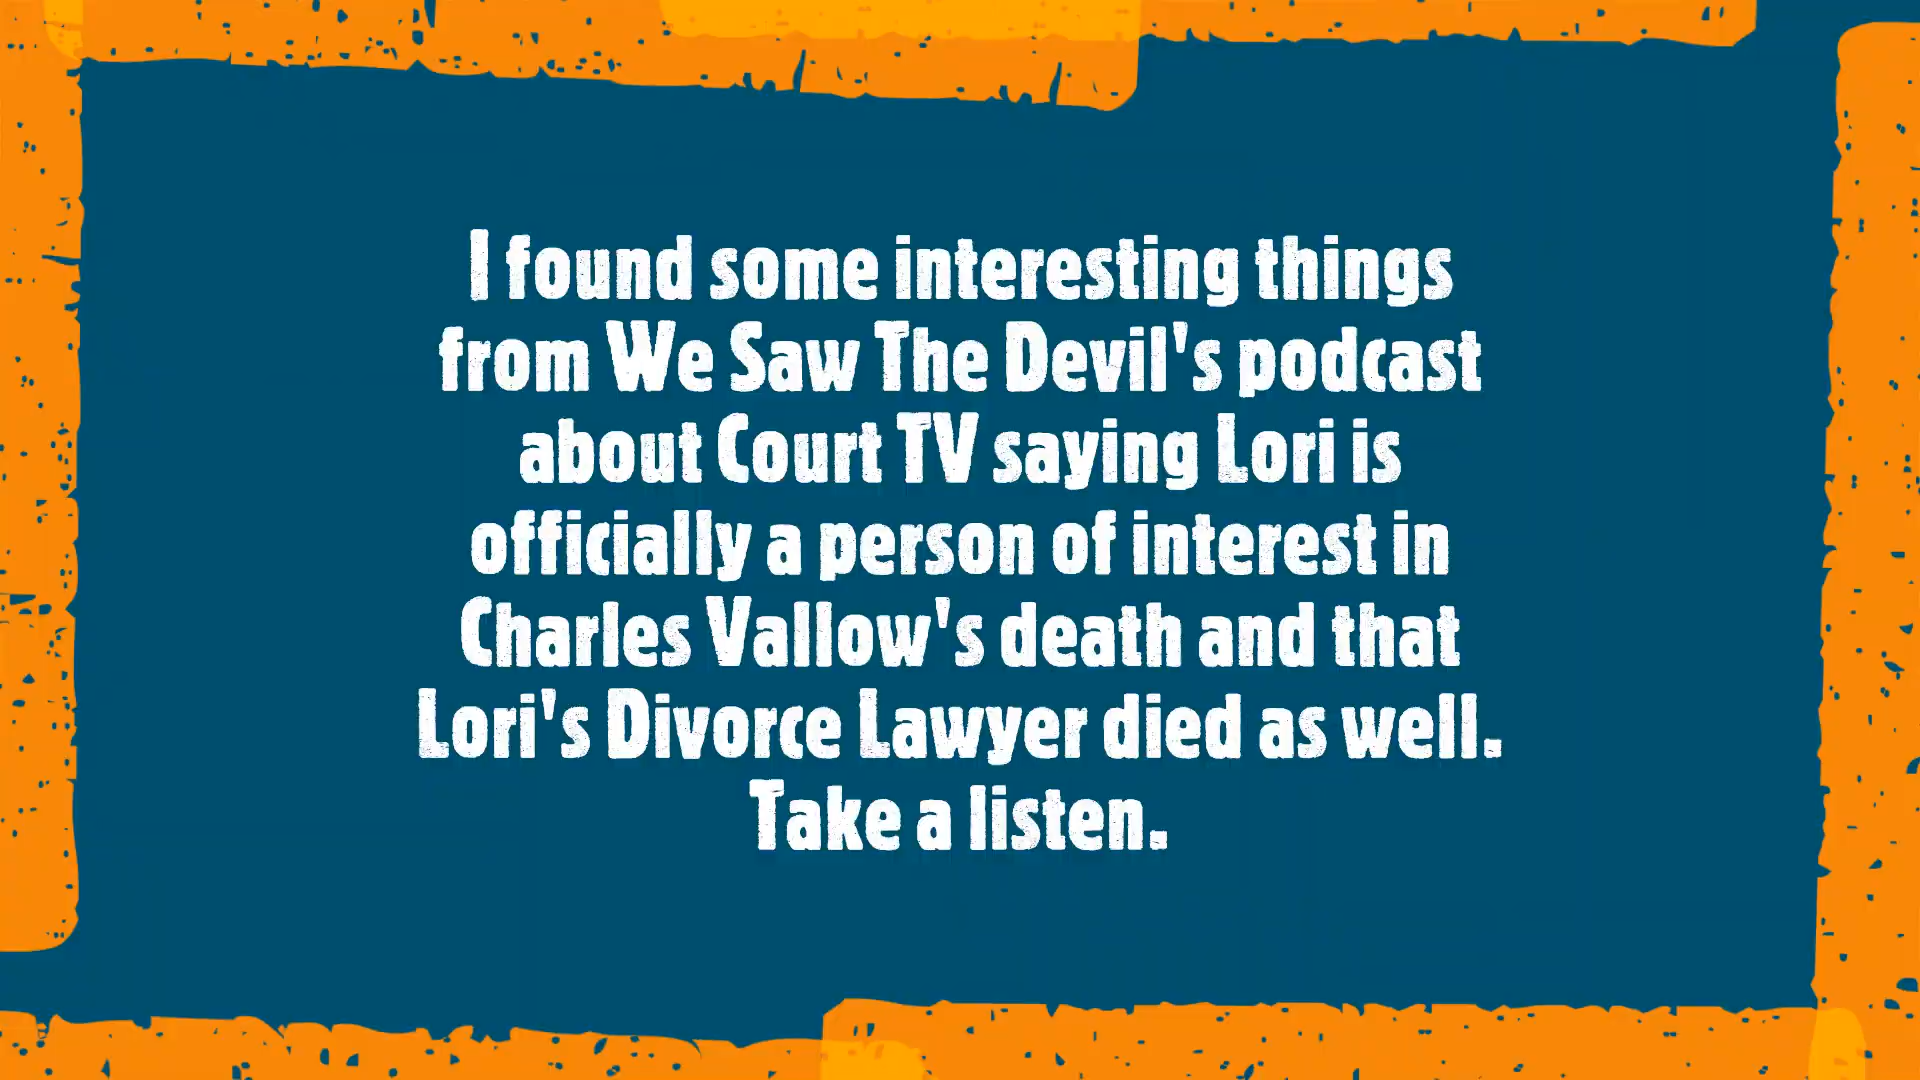 I found some interesting things
from We Saw The Devil's podcast
about Court TV saying Lori is
officially a person of interest in
Charles Vallow's death and that
Lori's Divorce Lawyer died as well.
Take a listen.